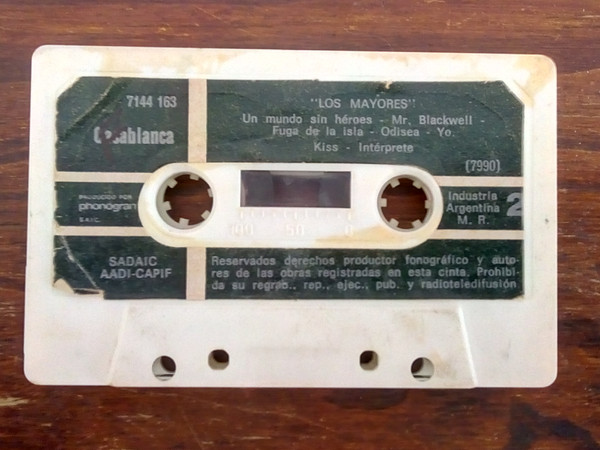 7144 163
Casablanca
"LOS MAYORES"
Un mundo sin héroes - Mr. Blackwell -
Fuga de la isla - Odisea - Yo.
Kiss - Intérprete
(7990)
PRODUCIDO POR
phonogram
S.A.I.C.
100 50 0
Industria
Argentina
M. R.
2
SADAIC
AADI-CAPIF
Reservados derechos productor fonográfico y auto-
res de las obras registradas en esta cinta. Prohibi-
da su regrab., rep., ejec., pub. y radioteledifusión